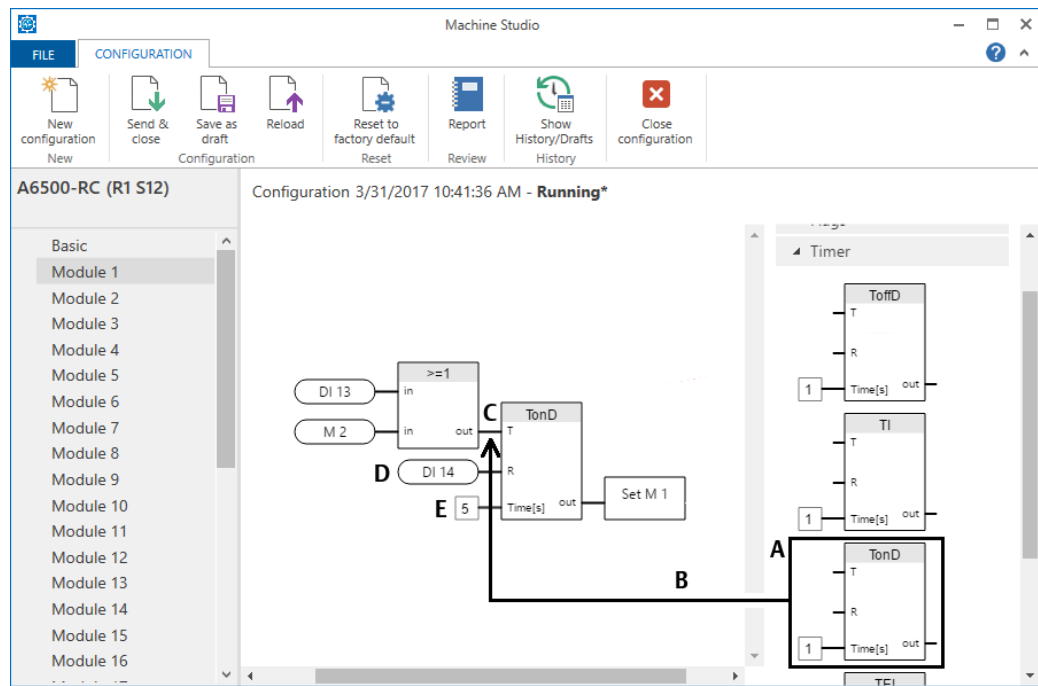 Machine Studio
FILE
CONFIGURATION
New
configuration
Send &
close
Save as
draft
Reload
Reset to
factory default
Report
Show
History/Drafts
Close
configuration
New
Configuration
Reset
Review
History
A6500-RC (R1 S12)
Configuration 3/31/2017 10:41:36 AM - Running*
Basic
Module 1
Module 2
Module 3
Module 4
Module 5
Module 6
Module 7
Module 8
Module 9
Module 10
Module 11
Module 12
Module 13
Module 14
Module 15
Module 16
>=1
DI 13
in
M 2
in
out
C
TonD
T
D
DI 14
R
E
5
Time[s]
out
Set M 1
B
Timer
ToffD
T
R
1
Time[s]
out
TI
T
R
1
Time[s]
out
A
TonD
T
R
1
Time[s]
out